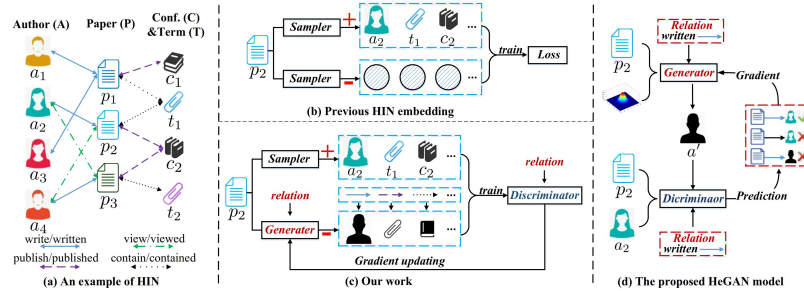 Author (A)
Paper (P)
Conf. (C)
&Term (T)
a1
a2
a3
a4
p1
p2
p3
c1
t1
c2
t2
write/written
view/viewed
publish/published
contain/contained
(a) An example of HIN
p2
Sampler
+
a2
t1
c2
...
Sampler
−
...
train
Loss
(b) Previous HIN embedding
p2
Sampler
+
a2
t1
c2
...
relation
...
Generater
−
...
train
relation
Discriminator
Gradient updating
(c) Our work
Relation
written
p2
Generator
Gradient
a′
p2
a2
Dicriminaor
Prediction
Relation
written
(d) The proposed HeGAN model